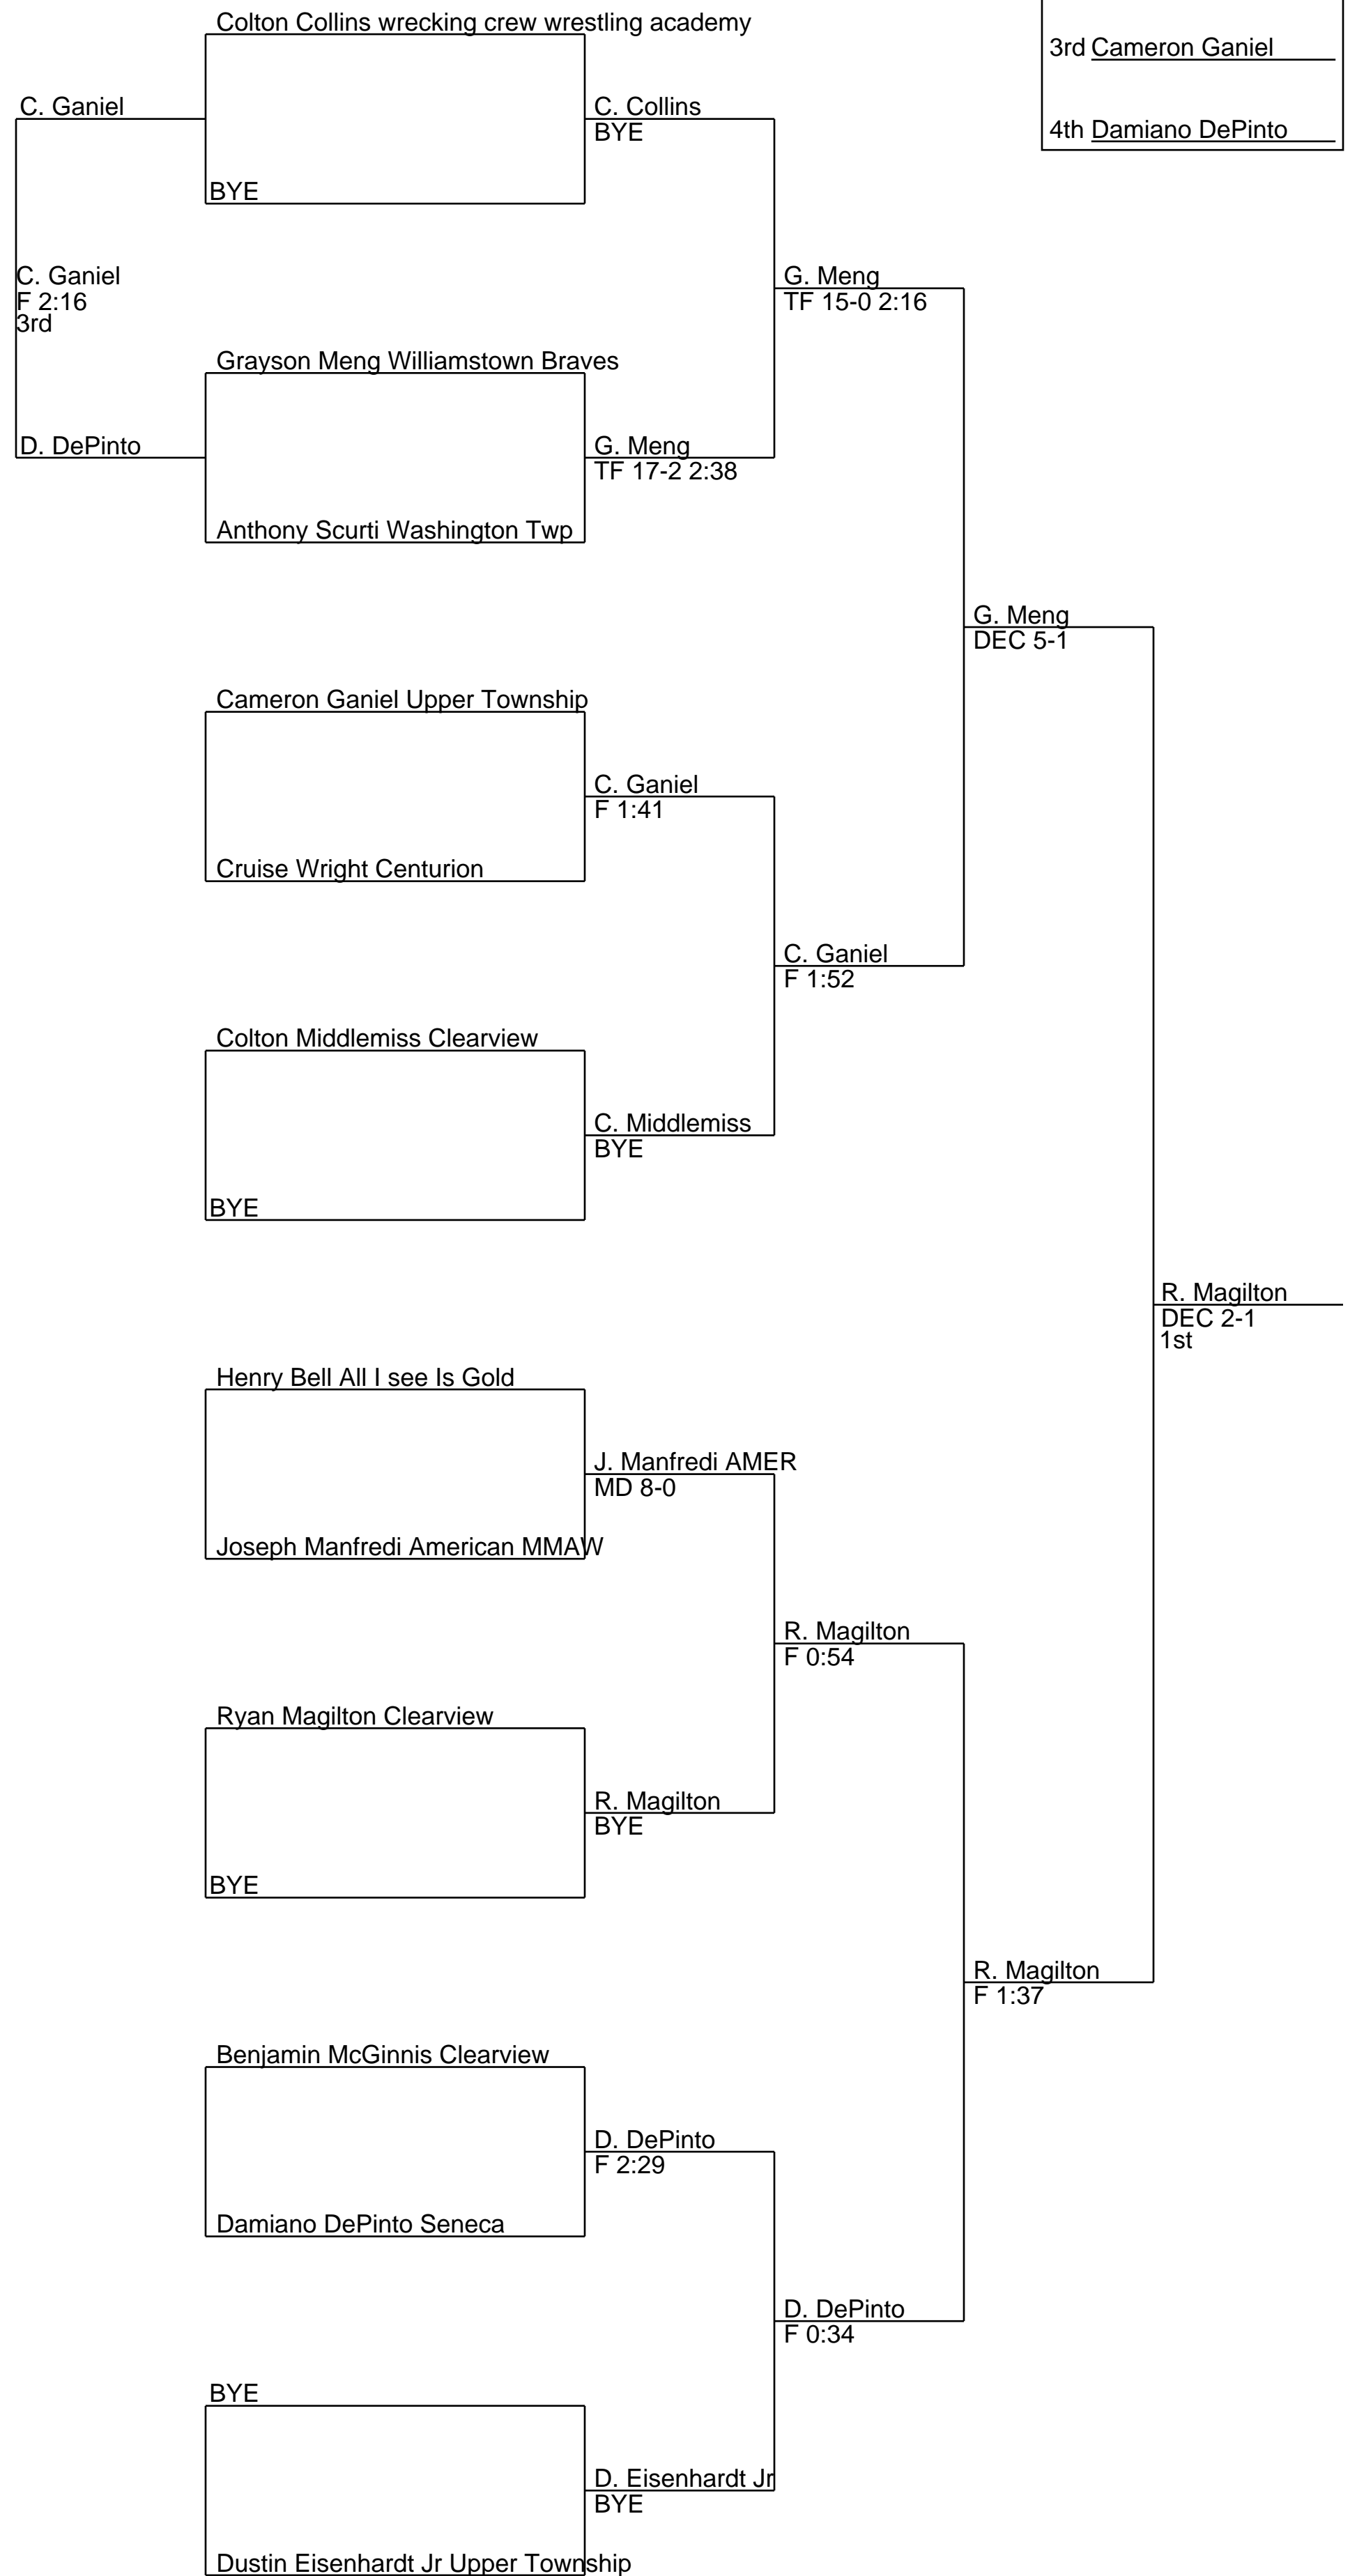 Colton Collins wrecking crew wrestling academy
3rd Cameron Ganiel
C. Ganiel
C. Collins
BYE
4th Damiano DePinto
BYE
C. Ganiel
F 2:16
3rd
G. Meng
TF 15-0 2:16
Grayson Meng Williamstown Braves
D. DePinto
G. Meng
TF 17-2 2:38
Anthony Scurti Washington Twp
G. Meng
DEC 5-1
Cameron Ganiel Upper Township
C. Ganiel
F 1:41
Cruise Wright Centurion
C. Ganiel
F 1:52
Colton Middlemiss Clearview
C. Middlemiss
BYE
BYE
R. Magilton
DEC 2-1
1st
Henry Bell All I see Is Gold
J. Manfredi AMER
MD 8-0
Joseph Manfredi American MMAW
R. Magilton
F 0:54
Ryan Magilton Clearview
R. Magilton
BYE
BYE
R. Magilton
F 1:37
Benjamin McGinnis Clearview
D. DePinto
F 2:29
Damiano DePinto Seneca
D. DePinto
F 0:34
BYE
D. Eisenhardt Jr
BYE
Dustin Eisenhardt Jr Upper Township